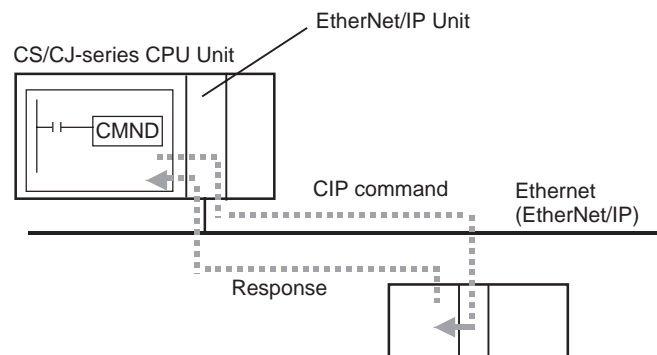 EtherNet/IP Unit
CS/CJ-series CPU Unit
CMND
CIP command
Ethernet
(EtherNet/IP)
Response